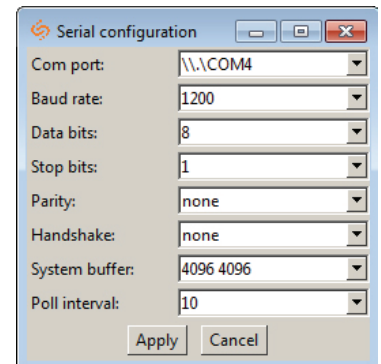 Serial configuration
Com port: \\.\COM4
Baud rate: 1200
Data bits: 8
Stop bits: 1
Parity: none
Handshake: none
System buffer: 4096 4096
Poll interval: 10
Apply Cancel